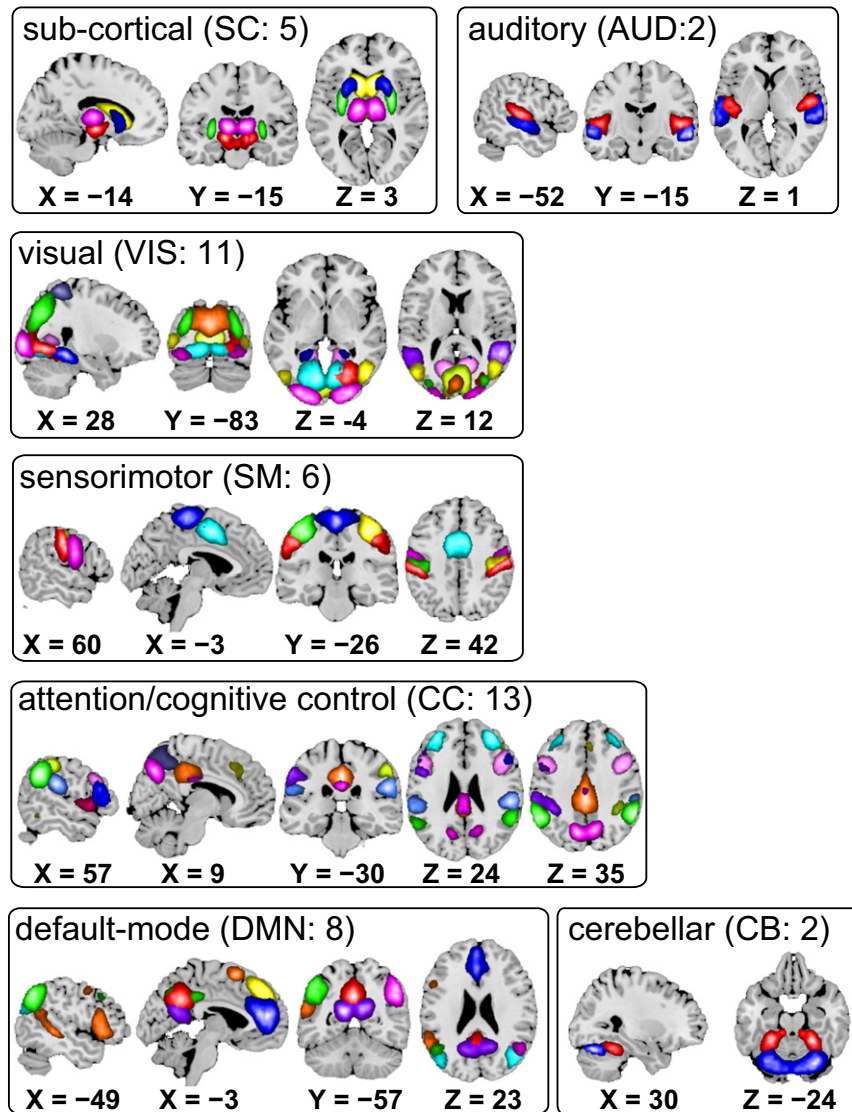 sub-cortical (SC: 5)
X = −14 Y = −15 Z = 3
auditory (AUD:2)
X = −52 Y = −15 Z = 1
visual (VIS: 11)
X = 28 Y = −83 Z = -4 Z = 12
sensorimotor (SM: 6)
X = 60 X = −3 Y = −26 Z = 42
attention/cognitive control (CC: 13)
X = 57 X = 9 Y = −30 Z = 24 Z = 35
default-mode (DMN: 8)
X = −49 X = −3 Y = −57 Z = 23
cerebellar (CB: 2)
X = 30 Z = −24